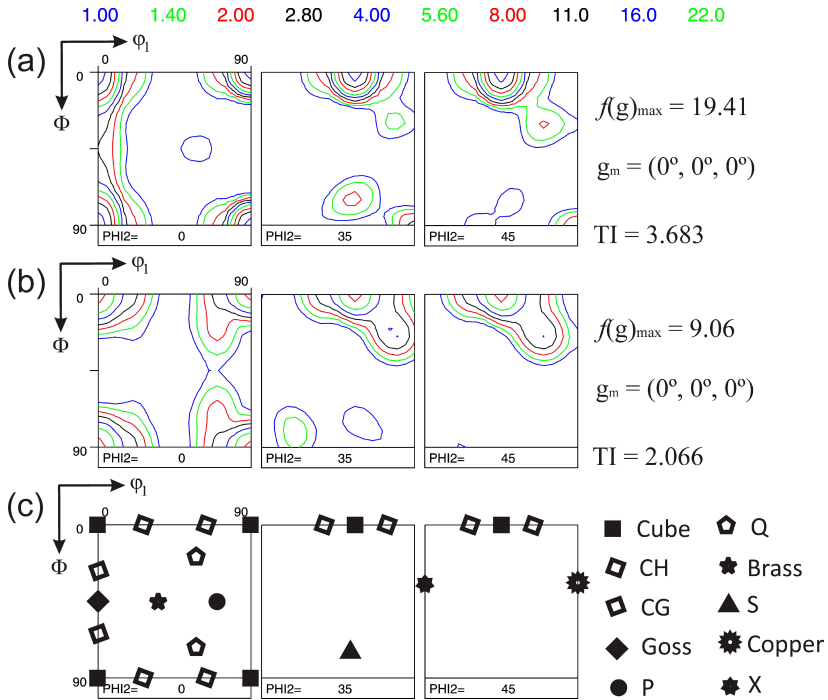 1.00 1.40 2.00 2.80 4.00 5.60 8.00 11.0 16.0 22.0
(a) φ1
0 90
0
Φ
90
PHI2= 0 PHI2= 35 PHI2= 45
f(g)max = 19.41
gm = (0º, 0º, 0º)
TI = 3.683
(b) φ1
0
Φ
90
PHI2= 0 PHI2= 35 PHI2= 45
f(g)max = 9.06
gm = (0º, 0º, 0º)
TI = 2.066
(c) φ1
0 90
0
Φ
90
PHI2= 0 PHI2= 35 PHI2= 45
Cube Q
CH Brass
CG S
Goss Copper
P X